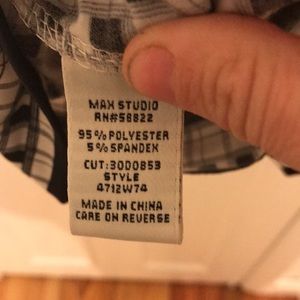 MAX STUDIO
RN#58822
95% POLYESTER
5% SPANDEX
CUT:3000853
STYLE
4712W74
MADE IN CHINA
CARE ON REVERSE